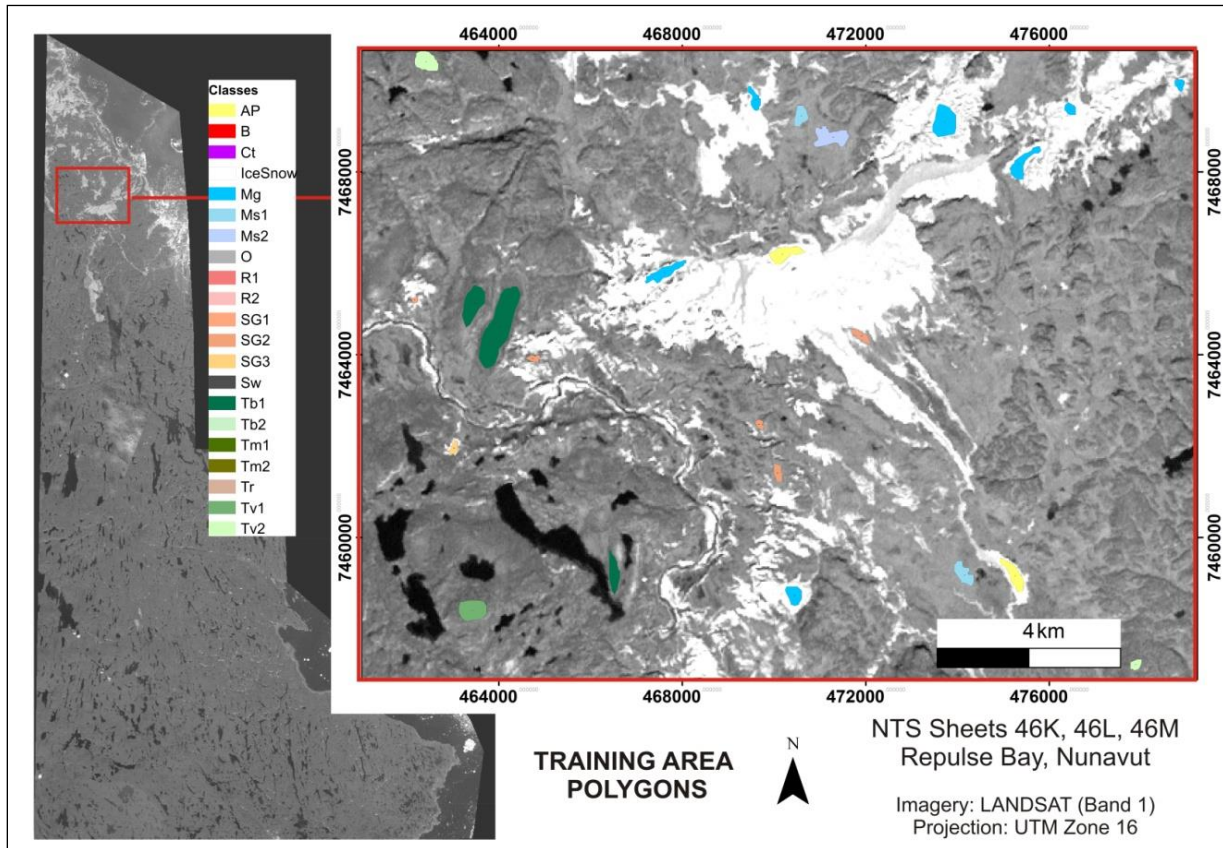 464000
468000
472000
476000
Classes
AP
B
Ct
IceSnow
Mg
Ms1
Ms2
O
R1
R2
SG1
SG2
SG3
Sw
Tb1
Tb2
Tm1
Tm2
Tr
Tv1
Tv2
7468000
7464000
7460000
7468000
7464000
7460000
4 km
464000
468000
472000
476000
TRAINING AREA
POLYGONS
N
NTS Sheets 46K, 46L, 46M
Repulse Bay, Nunavut
Imagery: LANDSAT (Band 1)
Projection: UTM Zone 16